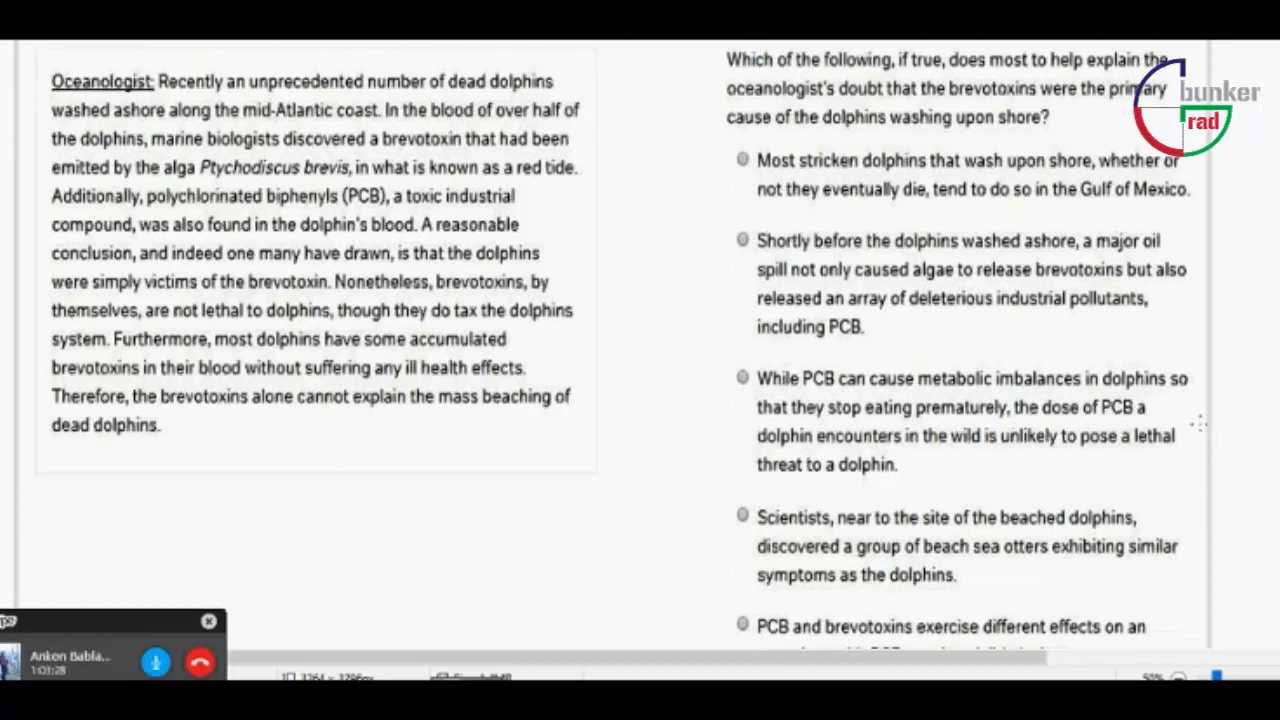 Oceanologist: Recently an unprecedented number of dead dolphins
washed ashore along the mid-Atlantic coast. In the blood of over half of
the dolphins, marine biologists discovered a brevotoxin that had been
emitted by the alga Ptychodiscus brevis, in what is known as a red tide.
Additionally, polychlorinated biphenyls (PCB), a toxic industrial
compound, was also found in the dolphin's blood. A reasonable
conclusion, and indeed one many have drawn, is that the dolphins
were simply victims of the brevotoxin. Nonetheless, brevotoxins, by
themselves, are not lethal to dolphins, though they do tax the dolphins
system. Furthermore, most dolphins have some accumulated
brevotoxins in their blood without suffering any ill health effects.
Therefore, the brevotoxins alone cannot explain the mass beaching of
dead dolphins.
Which of the following, if true, does most to help explain the
oceanologist's doubt that the brevotoxins were the primary
cause of the dolphins washing upon shore?
Most stricken dolphins that wash upon shore, whether or
not they eventually die, tend to do so in the Gulf of Mexico.
Shortly before the dolphins washed ashore, a major oil
spill not only caused algae to release brevotoxins but also
released an array of deleterious industrial pollutants,
including PCB.
While PCB can cause metabolic imbalances in dolphins so
that they stop eating prematurely, the dose of PCB a
dolphin encounters in the wild is unlikely to pose a lethal
threat to a dolphin.
Scientists, near to the site of the beached dolphins,
discovered a group of beach sea otters exhibiting similar
symptoms as the dolphins.
PCB and brevotoxins exercise different effects on an
bunker
rad
Ankon Babla...
1:03:28
50%